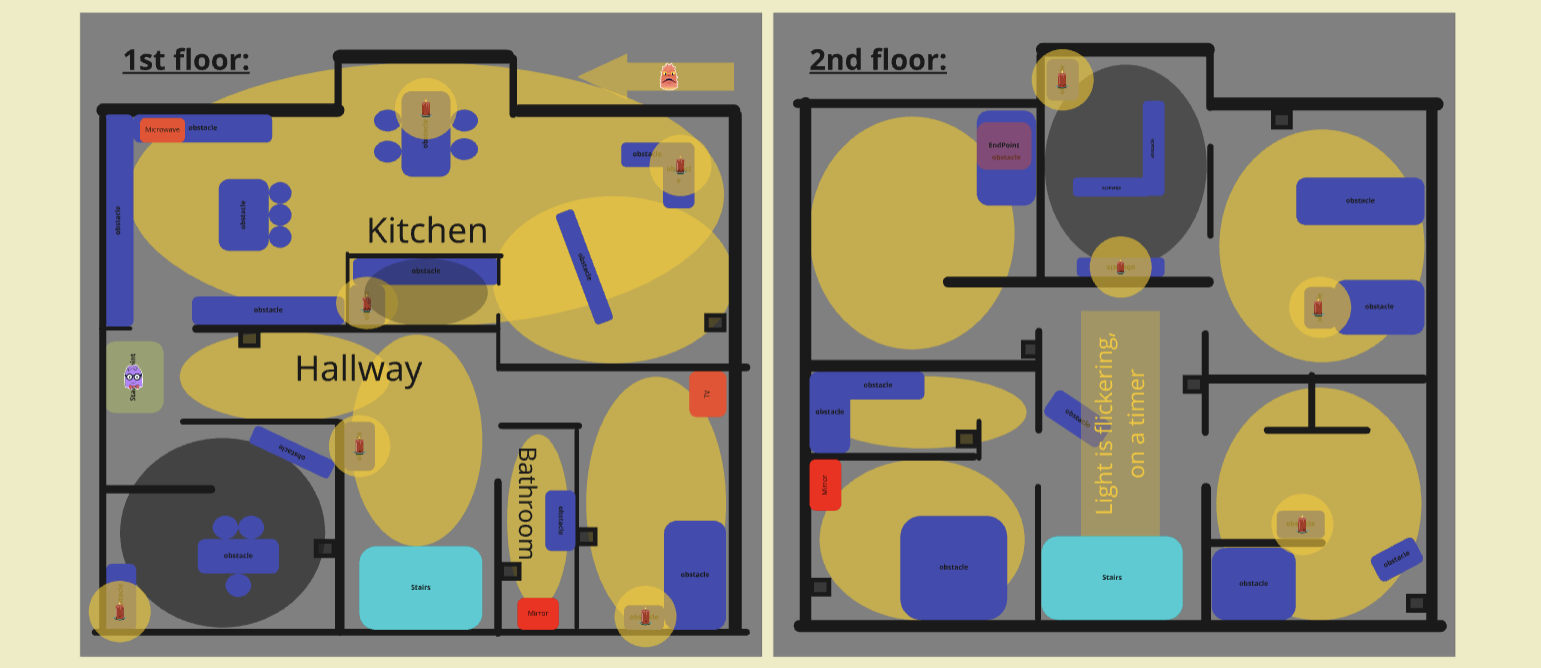 1st floor:
Microwave
obstacle
obstacle
obstacle
obstacle
obstacle
Kitchen
obstacle
obstacle
obstacle
Hallway
obstacle
obstacle
TV
Bathroom
obstacle
obstacle
Stairs
Mirror
2nd floor:
EndPoint
obstacle
obstacle
obstacle
obstacle
obstacle
Light is flickering,
on a timer
obstacle
obstacle
obstacle
Mirror
obstacle
Stairs
obstacle
obstacle
obstacle